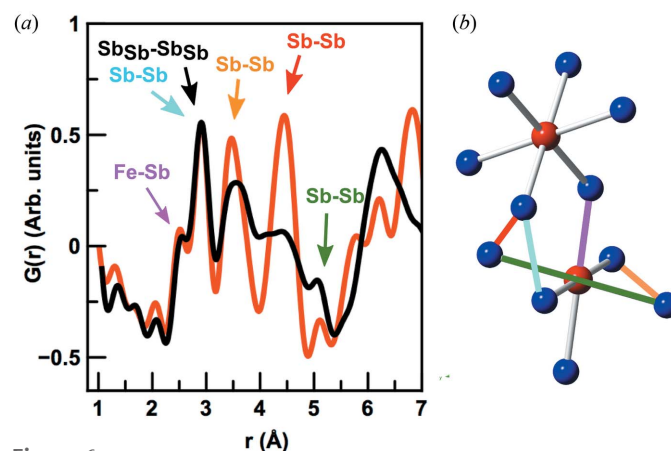 (a)
(b)
1
Sb_Sb-Sb_Sb
Sb-Sb
Sb-Sb
Sb-Sb
0.5
Fe-Sb
Sb-Sb
G(r) (Arb. units)
0
−0.5
1 2 3 4 5 6 7
r (Å)